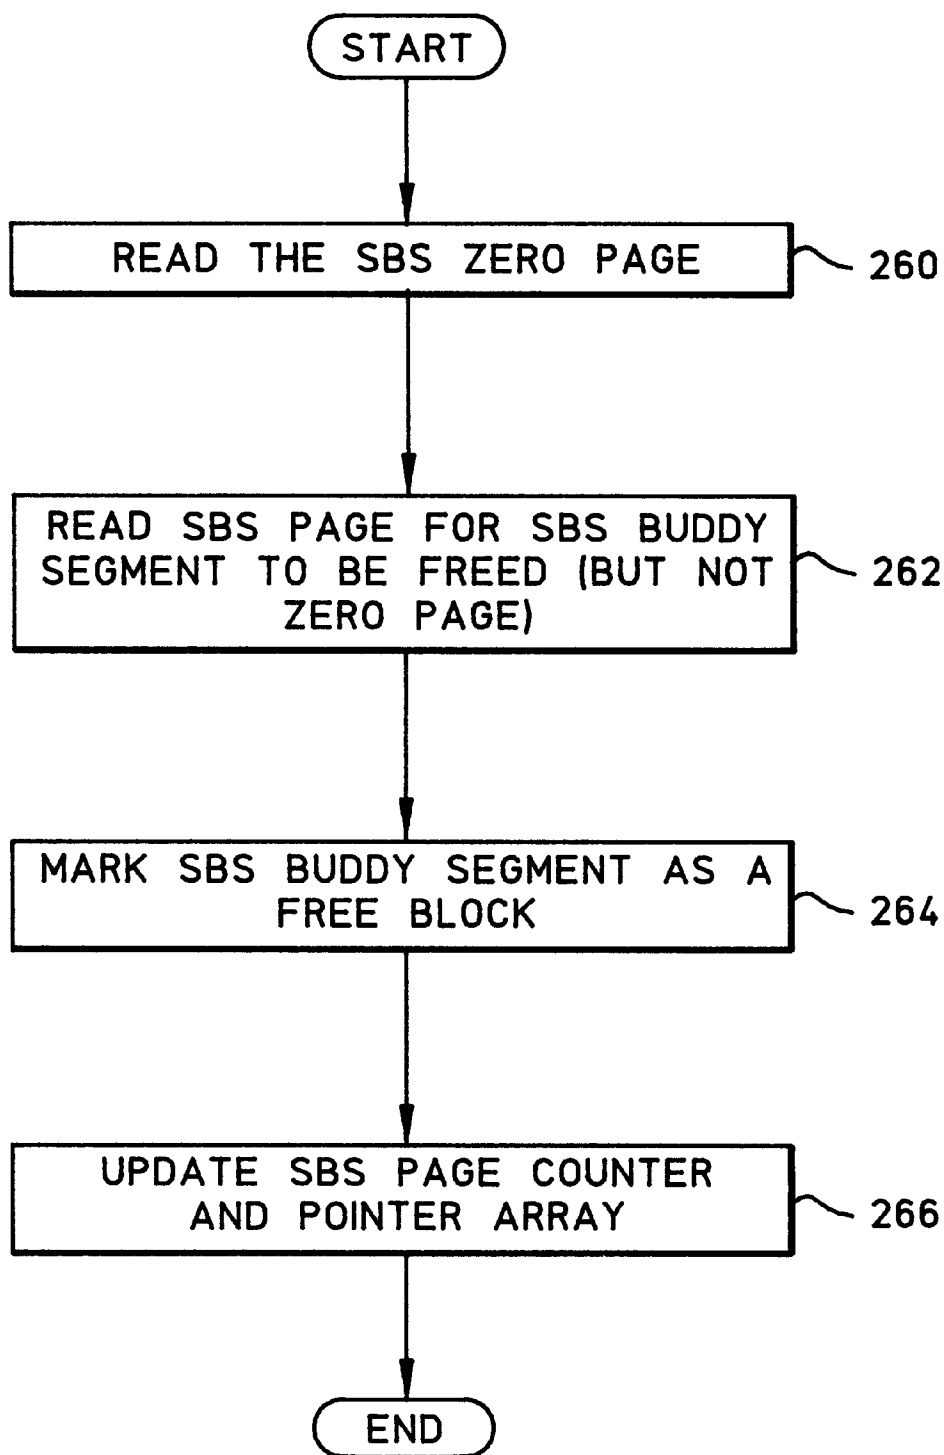 START
READ THE SBS ZERO PAGE
260
READ SBS PAGE FOR SBS BUDDY
SEGMENT TO BE FREED (BUT NOT
ZERO PAGE)
262
MARK SBS BUDDY SEGMENT AS A
FREE BLOCK
264
UPDATE SBS PAGE COUNTER
AND POINTER ARRAY
266
END